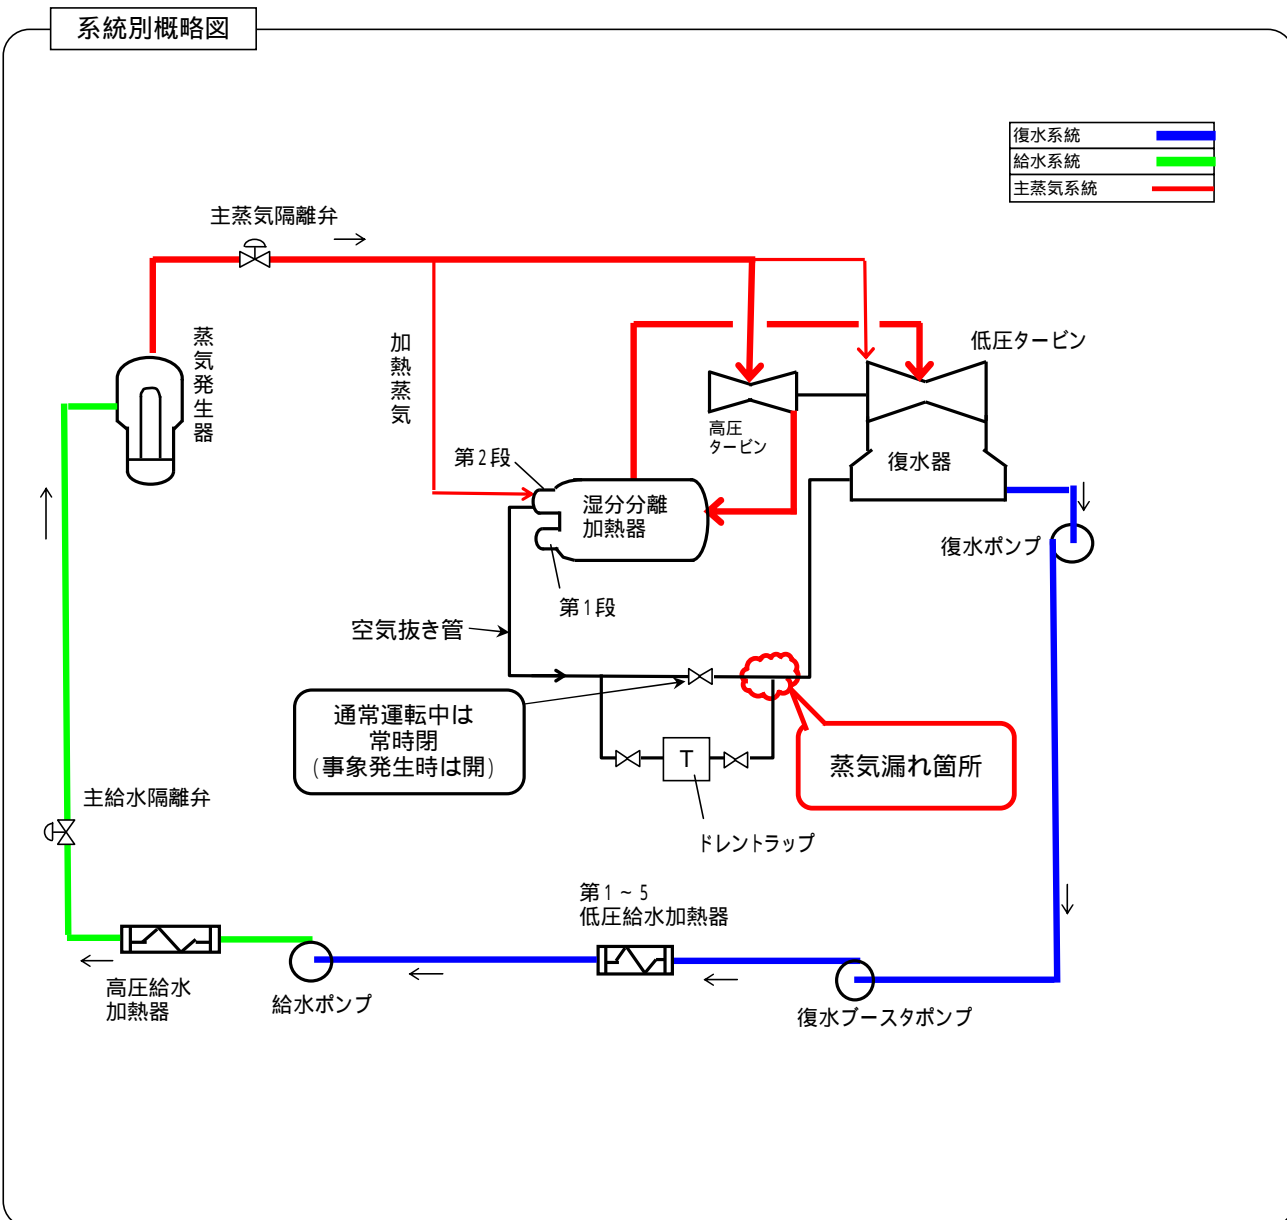 系統別概略図
復水系統
給水系統
主蒸気系統
主蒸気隔離弁
蒸気発生器
加熱蒸気
低圧タービン
高圧
タービン
復水器
第2段
湿分分離
加熱器
復水ポンプ
第1段
空気抜き管
通常運転中は
常時閉
(事象発生時は開)
T
蒸気漏れ箇所
主給水隔離弁
ドレントラップ
第1~5
低圧給水加熱器
高圧給水
加熱器
給水ポンプ
復水ブースタポンプ